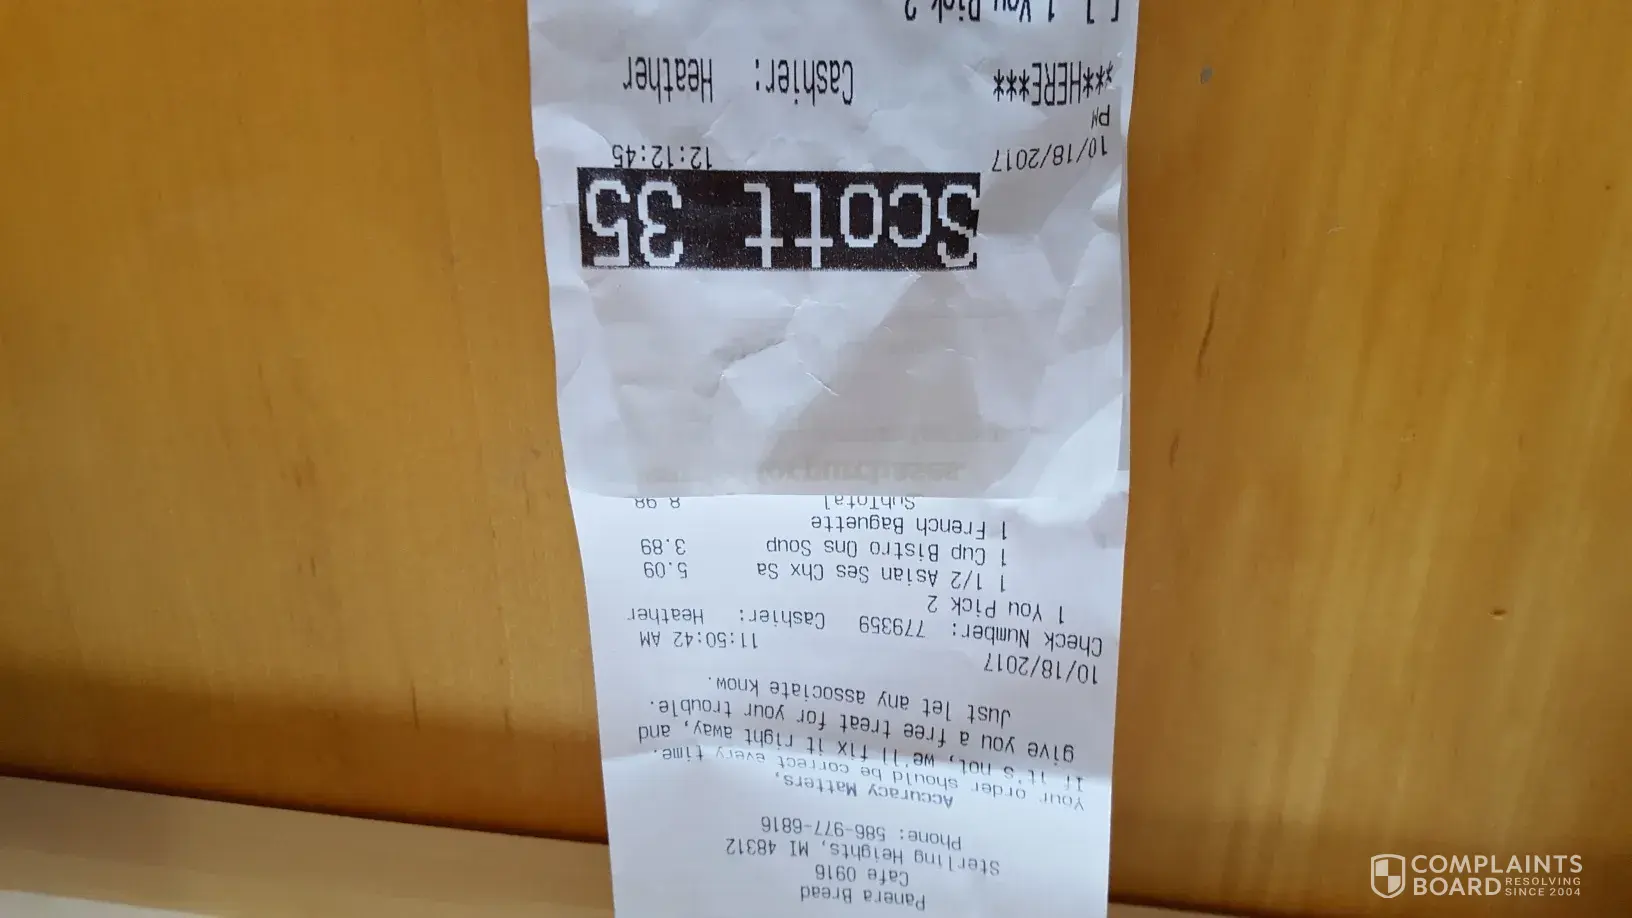 Panera Bread
Cafe 0916
Sterling Heights, MI 48312
Phone: 586-977-6816
Accuracy Matters,
Your order should be correct every time.
If it's not, we'll fix it right away, and
give you a free treat for your trouble.
Just let any associate know.
10/18/2017 11:50:42 AM
Check Number: 779359 Cashier: Heather
1 You Pick 2
1 1/2 Asian Ses Chx Sa 5.09
1 Cup Bistro Ons Soup 3.89
1 French Baguette
SubTotal 8.98
Scott 35
10/18/2017 12:12:45
PM
***HERE*** Cashier: Heather
[ ] 1 You Pick 2
COMPLAINTS
BOARD RESOLVING
SINCE 2004